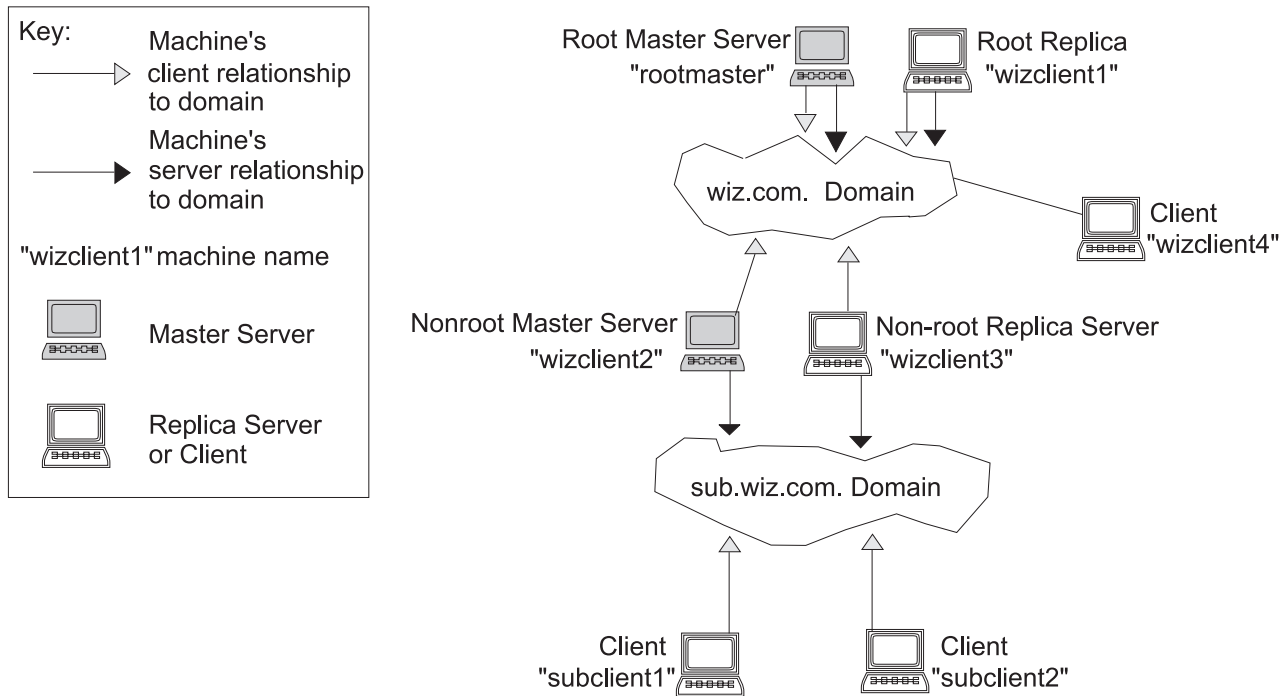 Key:
Machine's
client relationship
to domain
Machine's
server relationship
to domain
"wizclient1" machine name
Master Server
Replica Server
or Client
Root Master Server
"rootmaster"
Root Replica
"wizclient1"
wiz.com. Domain
Client
"wizclient4"
Nonroot Master Server
"wizclient2"
Non-root Replica Server
"wizclient3"
sub.wiz.com. Domain
Client
"subclient1"
Client
"subclient2"